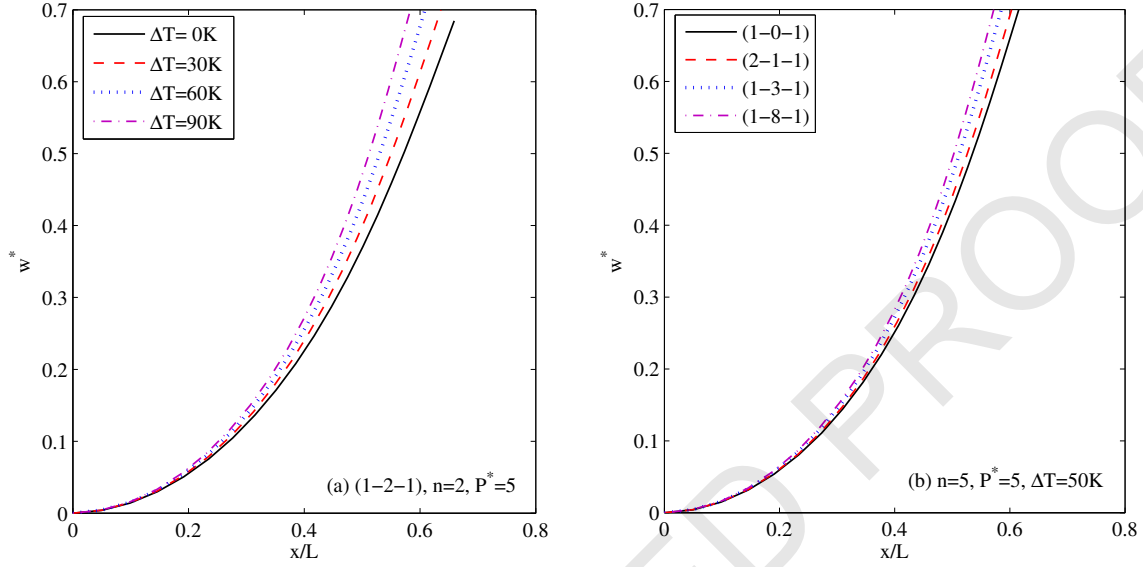 0.7
0.6
0.5
0.4
0.3
0.2
0.1
0
w*
0
0.2
0.4
0.6
0.8
x/L
ΔT= 0K
ΔT=30K
ΔT=60K
ΔT=90K
(a) (1−2−1), n=2, P*=5
0.7
0.6
0.5
0.4
0.3
0.2
0.1
0
w*
0
0.2
0.4
0.6
0.8
x/L
(1−0−1)
(2−1−1)
(1−3−1)
(1−8−1)
(b) n=5, P*=5, ΔT=50K
ED PROOF